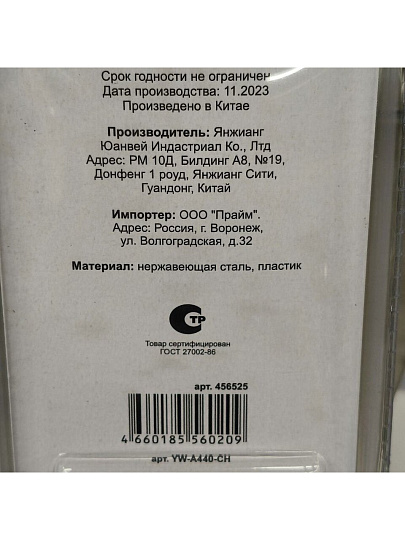 Срок годности не ограничен
Дата производства: 11.2023
Произведено в Китае
Производитель: Янжианг
Юанвей Индастриал Ко., Лтд
Адрес: РМ 10Д, Билдинг А8, №19,
Донфенг 1 роуд, Янжианг Сити,
Гуандонг, Китай
Импортер: ООО "Прайм".
Адрес: Россия, г. Воронеж,
ул. Волгоградская, д.32
Материал: нержавеющая сталь, пластик
СТР
Товар сертифицирован
ГОСТ 27002-86
арт. 456525
4 660185 560209
арт. YW-A440-CH